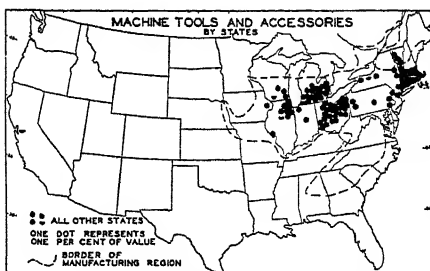 MACHINE TOOLS AND ACCESSORIES
BY STATES
ALL OTHER STATES
ONE DOT REPRESENTS
ONE PER CENT OF VALUE
BORDER OF
MANUFACTURING REGION